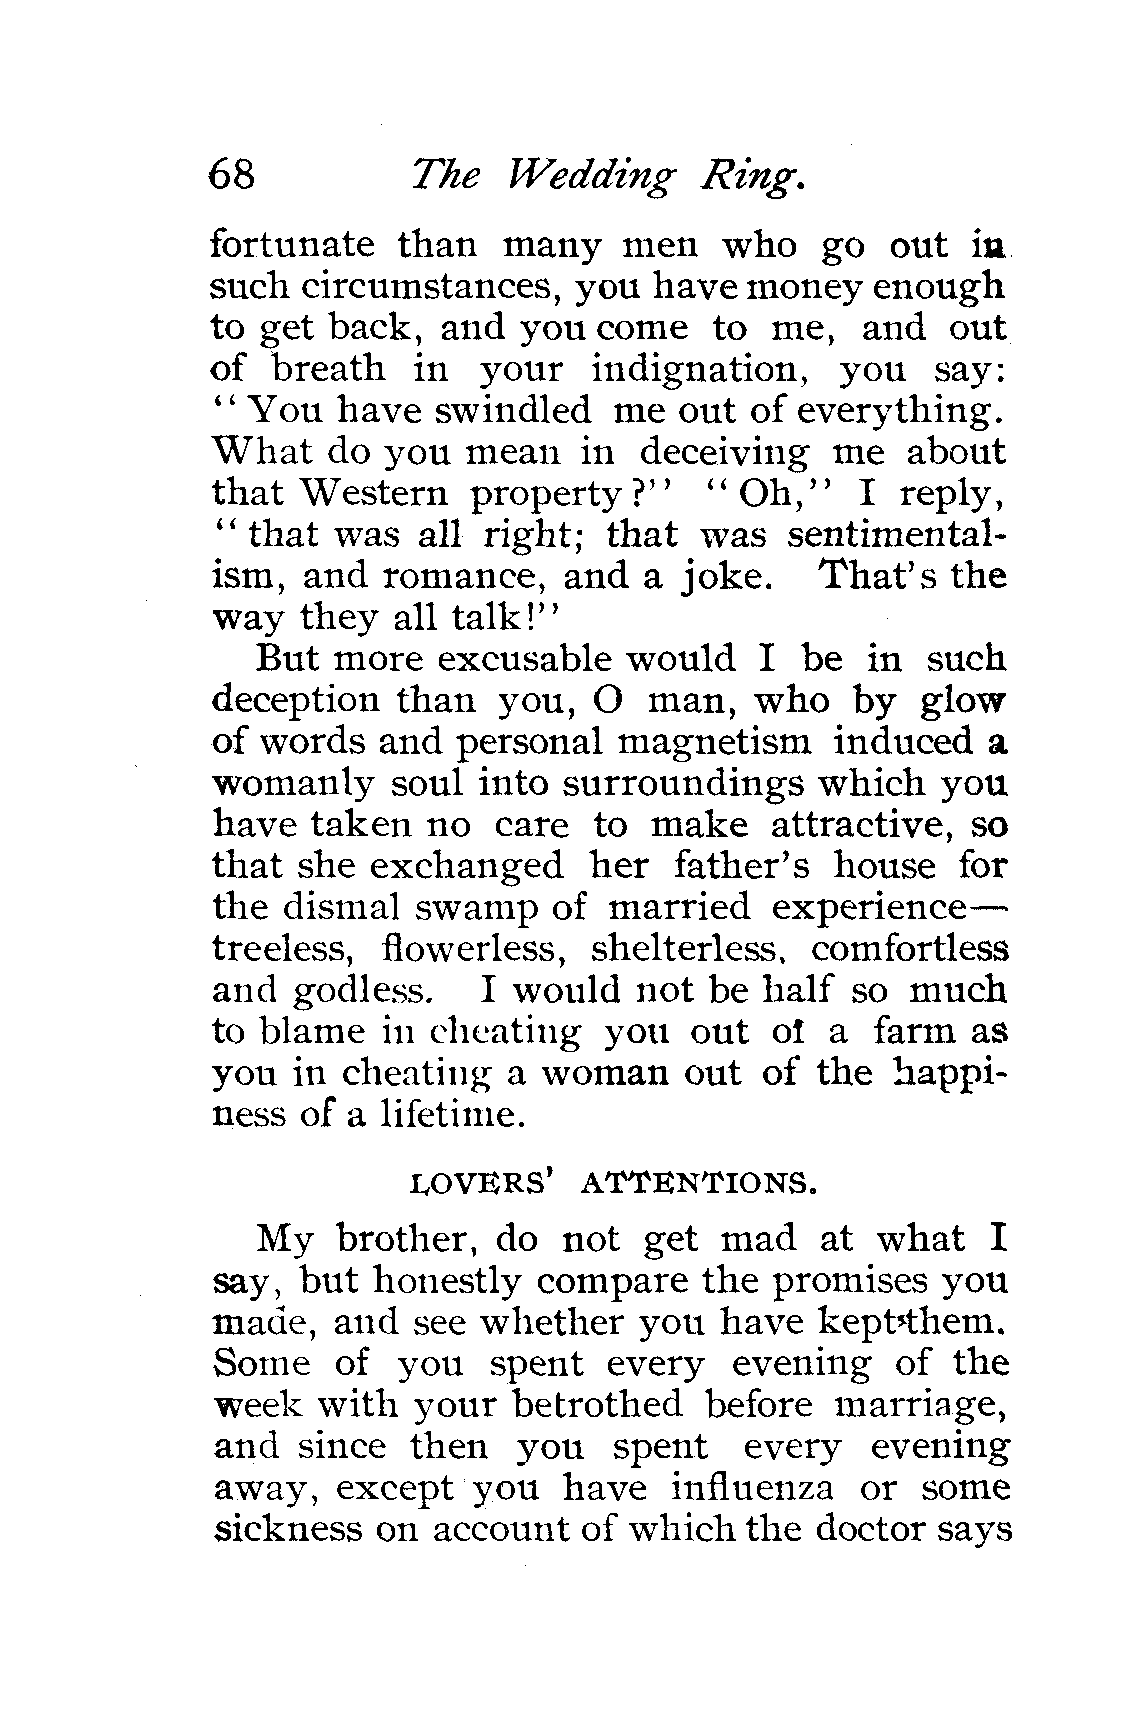 68 The Wedding Ring.
fortunate than many men who go out in
such circumstances, you have money enough
to get back, and you come to me, and out
of breath in your indignation, you say:
“You have swindled me out of everything.
What do you mean in deceiving me about
that Western property?” “Oh,” I reply,
“that was all right; that was sentimental-
ism, and romance, and a joke. That's the
way they all talk!”
But more excusable would I be in such
deception than you, O man, who by glow
of words and personal magnetism induced a
womanly soul into surroundings which you
have taken no care to make attractive, so
that she exchanged her father's house for
the dismal swamp of married experience—
treeless, flowerless, shelterless, comfortless
and godless. I would not be half so much
to blame in cheating you out of a farm as
you in cheating a woman out of the happi-
ness of a lifetime.
LOVERS' ATTENTIONS.
My brother, do not get mad at what I
say, but honestly compare the promises you
made, and see whether you have kept them.
Some of you spent every evening of the
week with your betrothed before marriage,
and since then you spent every evening
away, except you have influenza or some
sickness on account of which the doctor says